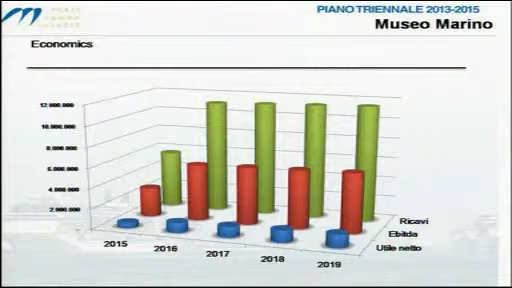 PIANO TRIENNALE 2013-2015
Museo Marino
Economics
12.000.000
10.000.000
8.000.000
6.000.000
4.000.000
2.000.000
-
2015
2016
2017
2018
2019
Ricavi
Ebitda
Utile netto